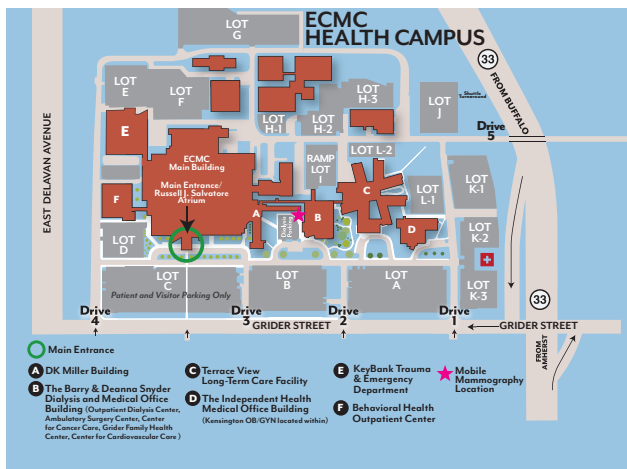 ECMC
HEALTH CAMPUS
LOT
G
33
FROM BUFFALO
LOT
E
LOT
F
LOT
H-3
LOT
J
Shuttle
Turnaround
LOT
H-1
LOT
H-2
Drive
5
EAST DELAVAN AVENUE
E
ECMC
Main Building
Main Entrance/
Russell J. Salvatore
Atrium
RAMP
LOT
I
LOT L-2
LOT
K-1
C
LOT
L-1
F
A
B
Dialysis
Parking
D
LOT
K-2
LOT
D
LOT
C
Patient and Visitor Parking Only
LOT
B
LOT
A
LOT
K-3
33
Drive
4
Drive
3
Drive
2
Drive
1
GRIDER STREET
GRIDER STREET
FROM
AMHERST
Main Entrance
A DK Miller Building
B The Barry & Deanna Snyder
Dialysis and Medical Office
Building (Outpatient Dialysis Center,
Ambulatory Surgery Center, Center
for Cancer Care, Grider Family Health
Center, Center for Cardiovascular Care)
C Terrace View
Long-Term Care Facility
D The Independent Health
Medical Office Building
(Kensington OB/GYN located within)
E KeyBank Trauma
& Emergency
Department
F Behavioral Health
Outpatient Center
Mobile
Mammography
Location